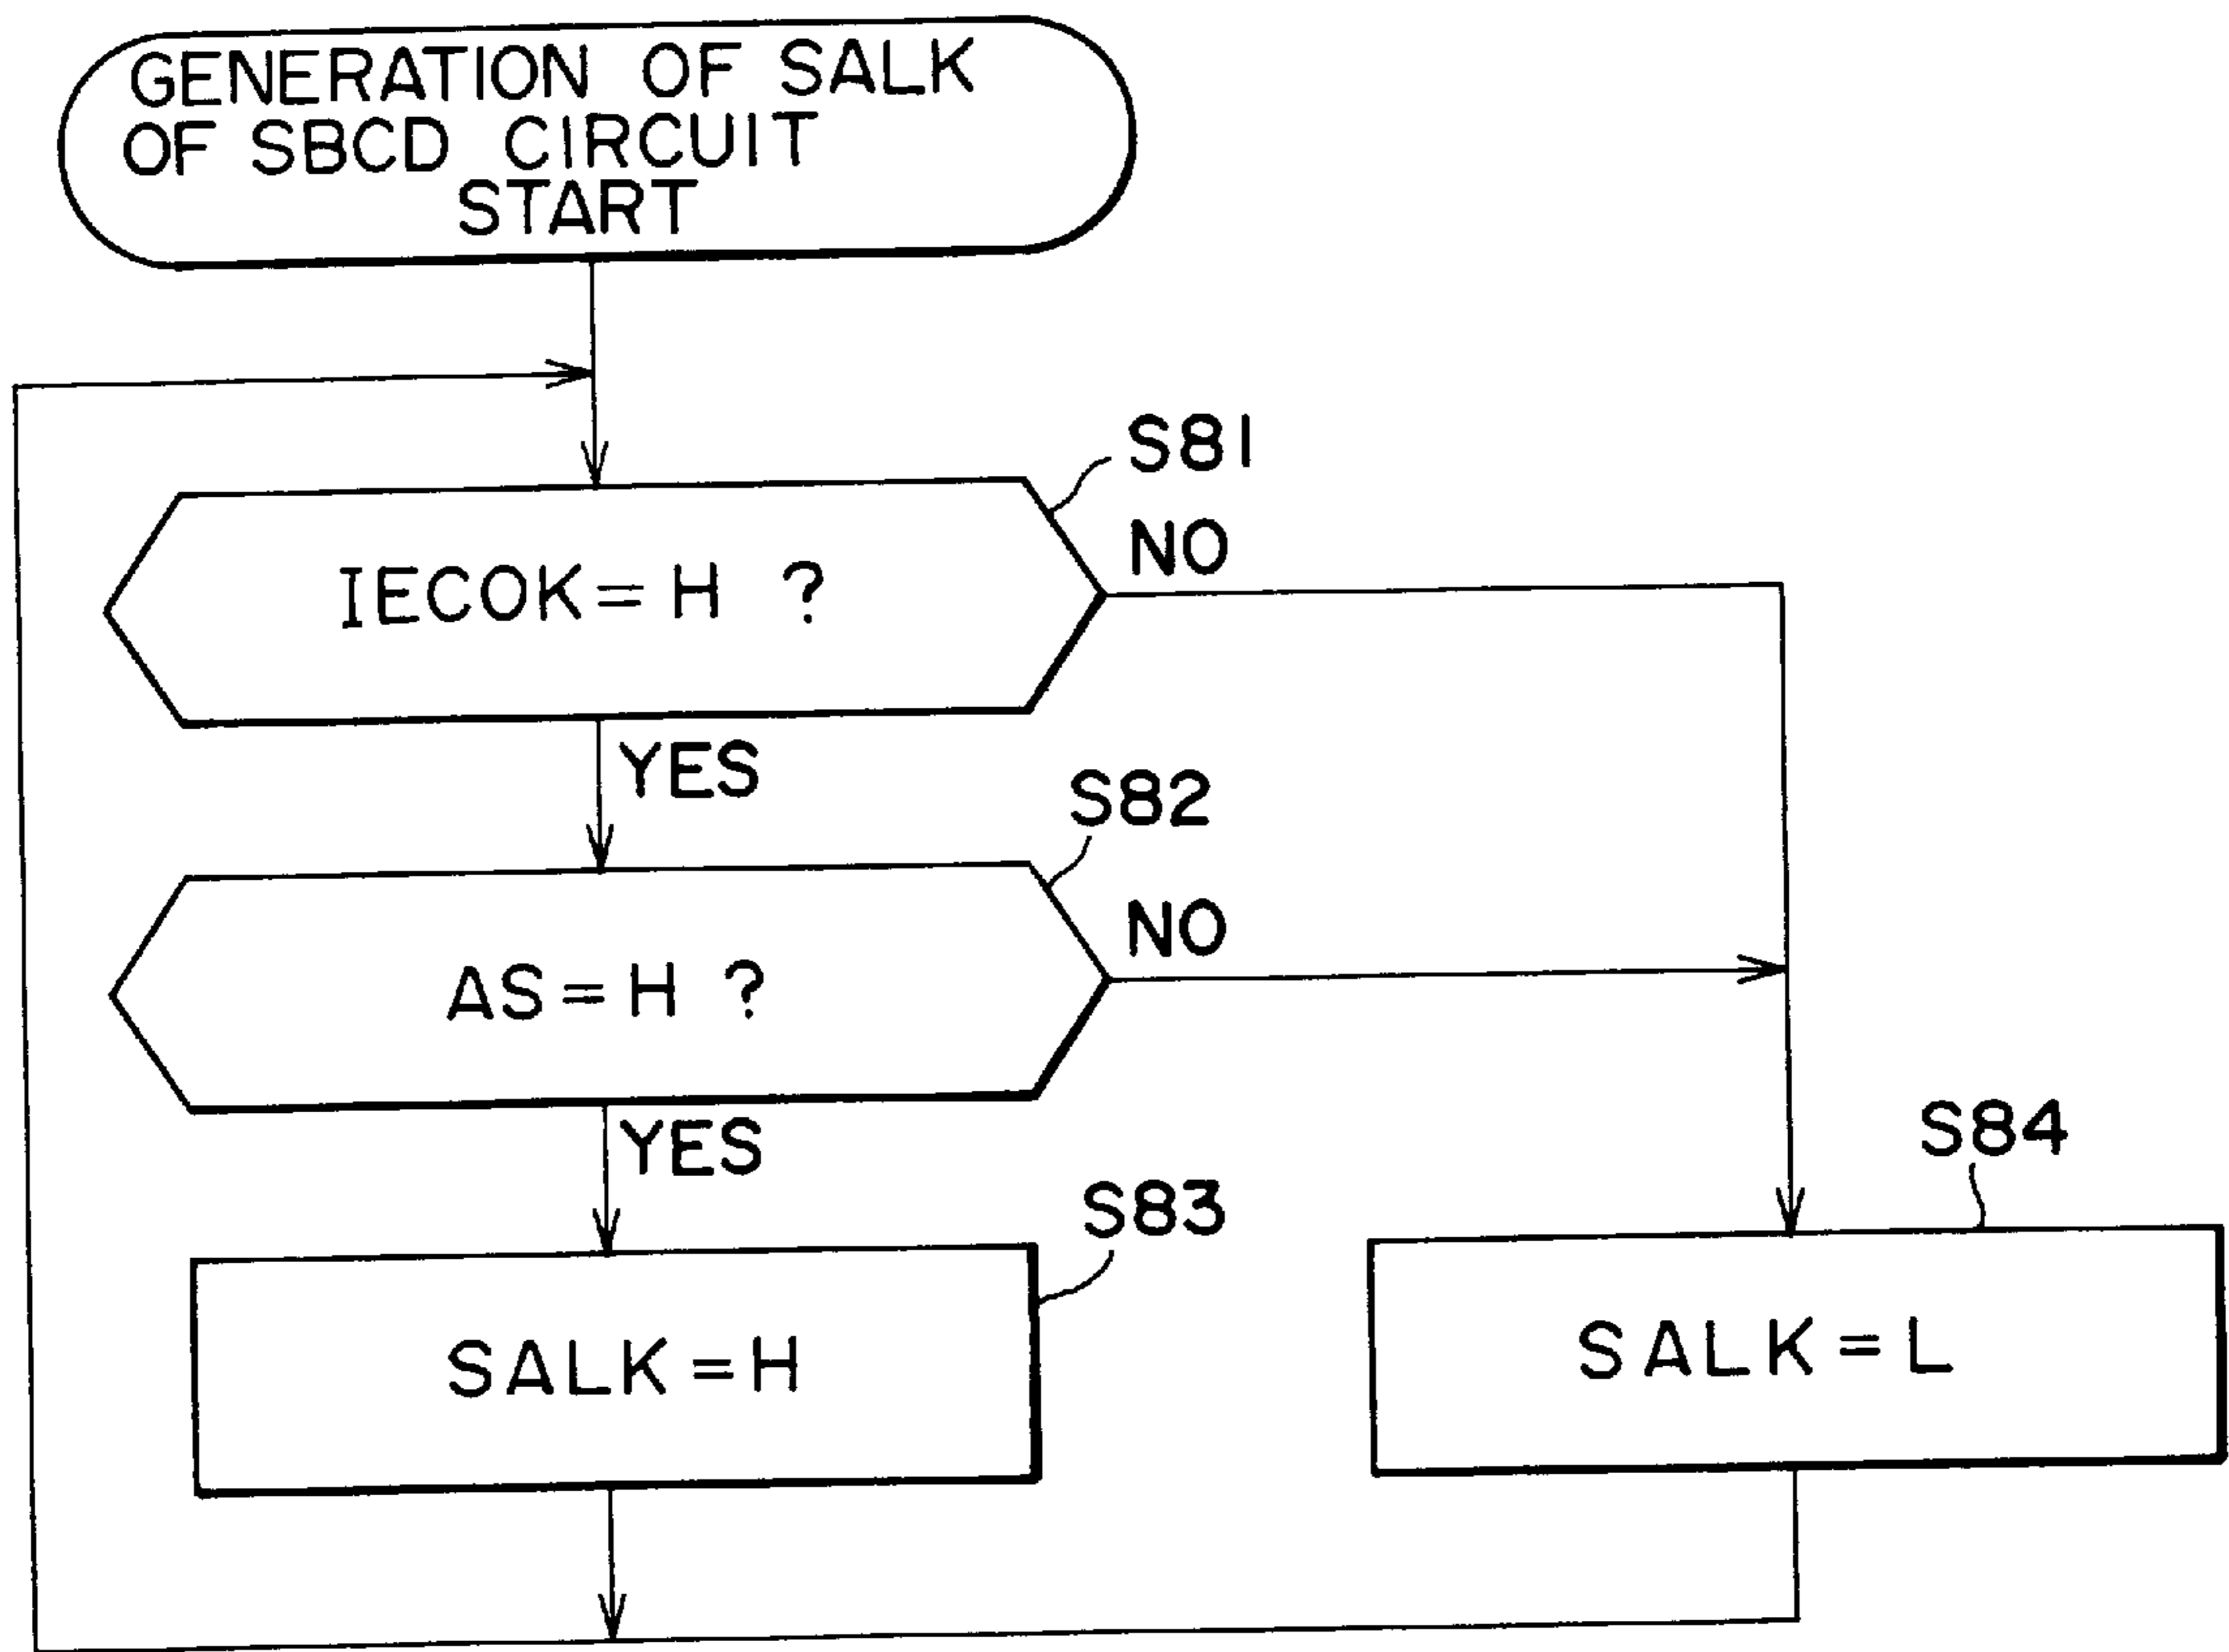 GENERATION OF SALK
OF SBCD CIRCUIT
START
S81
NO
IECOK = H ?
YES
S82
NO
AS = H ?
YES
S83
S84
SALK = H
SALK = L